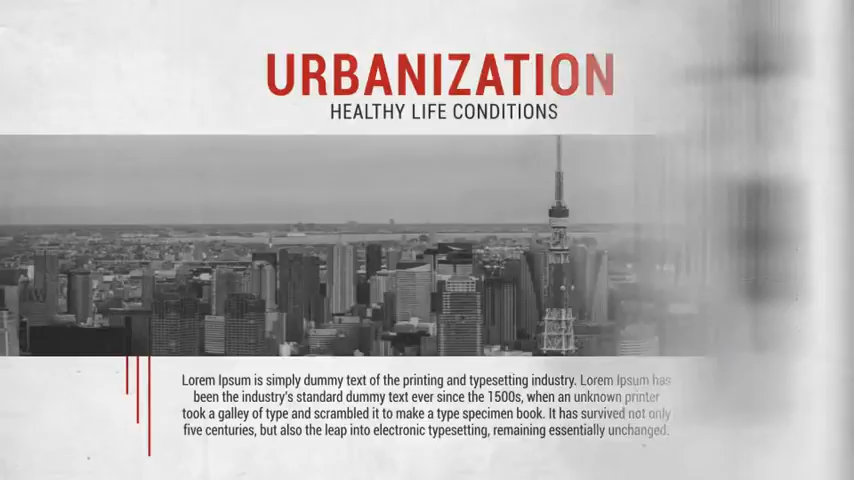 URBANIZATION
HEALTHY LIFE CONDITIONS
Lorem Ipsum is simply dummy text of the printing and typesetting industry. Lorem Ipsum has
been the industry's standard dummy text ever since the 1500s, when an unknown printer
took a galley of type and scrambled it to make a type specimen book. It has survived not only
five centuries, but also the leap into electronic typesetting, remaining essentially unchanged.